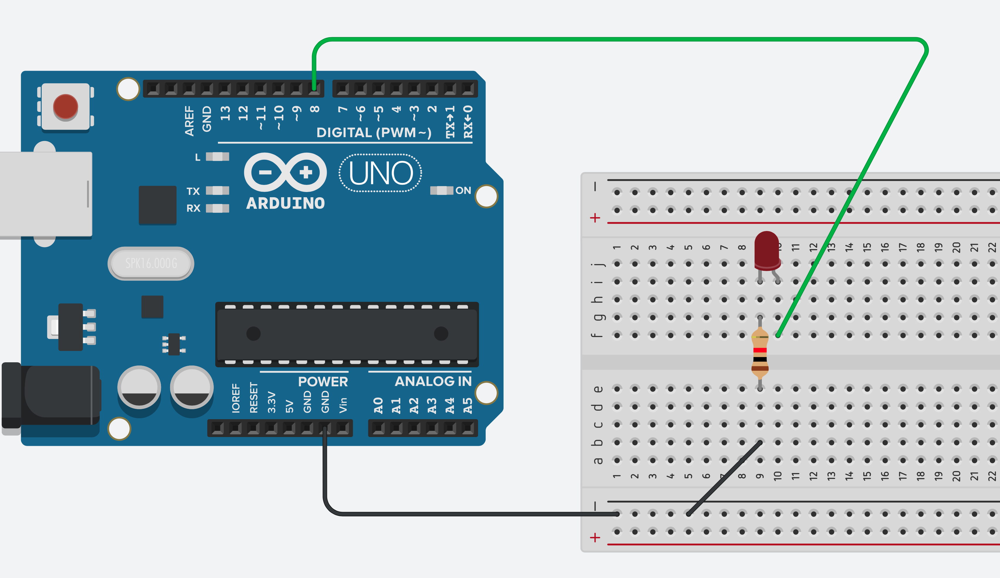 AREF GND 13 12 ~11 ~10 ~9 8 7 ~6 ~5 4 ~3 2 TX→1 RX←0
DIGITAL (PWM ~)
L
TX
RX
ARDUINO
UNO
ON
SPK16.000G
POWER
ANALOG IN
IOREF RESET 3.3V 5V GND GND Vin A0 A1 A2 A3 A4 A5
−
+
1 2 3 4 5 6 7 8 11 12 13 14 15 16 17 18 19 20 21 22
j
i
h
g
f
e
d
c
b
a
1 2 3 4 5 6 7 8 9 10 11 12 13 14 15 16 17 18 19 20 21 22
−
+